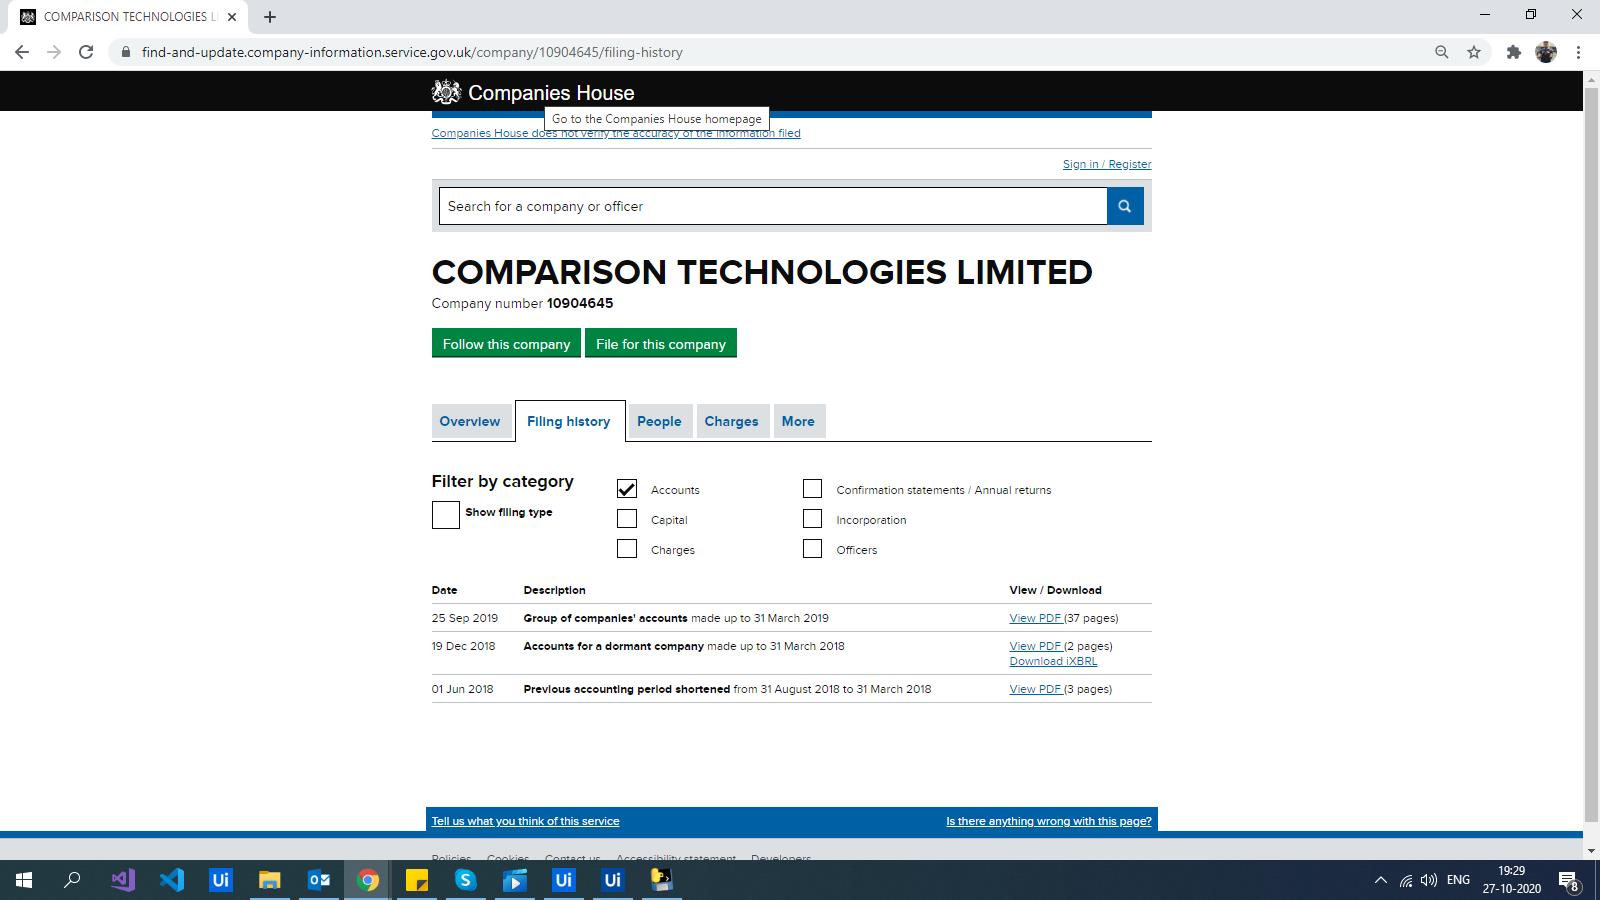 COMPARISON TECHNOLOGIES LI
find-and-update.company-information.service.gov.uk/company/10904645/filing-history
Companies House
Go to the Companies House homepage
Companies House does not verify the accuracy of the information filed
Sign in / Register
Search for a company or officer
COMPARISON TECHNOLOGIES LIMITED
Company number 10904645
Follow this company File for this company
Overview Filing history People Charges More
Filter by category
Show filing type
Accounts Confirmation statements / Annual returns
Capital Incorporation
Charges Officers
Date Description View / Download
25 Sep 2019 Group of companies' accounts made up to 31 March 2019 View PDF (37 pages)
19 Dec 2018 Accounts for a dormant company made up to 31 March 2018 View PDF (2 pages)
Download iXBRL
01 Jun 2018 Previous accounting period shortened from 31 August 2018 to 31 March 2018 View PDF (3 pages)
Tell us what you think of this service Is there anything wrong with this page?
Policies Cookies Contact us Accessibility statement Developers
Ui Ui Ui ENG 19:29
27-10-2020 8